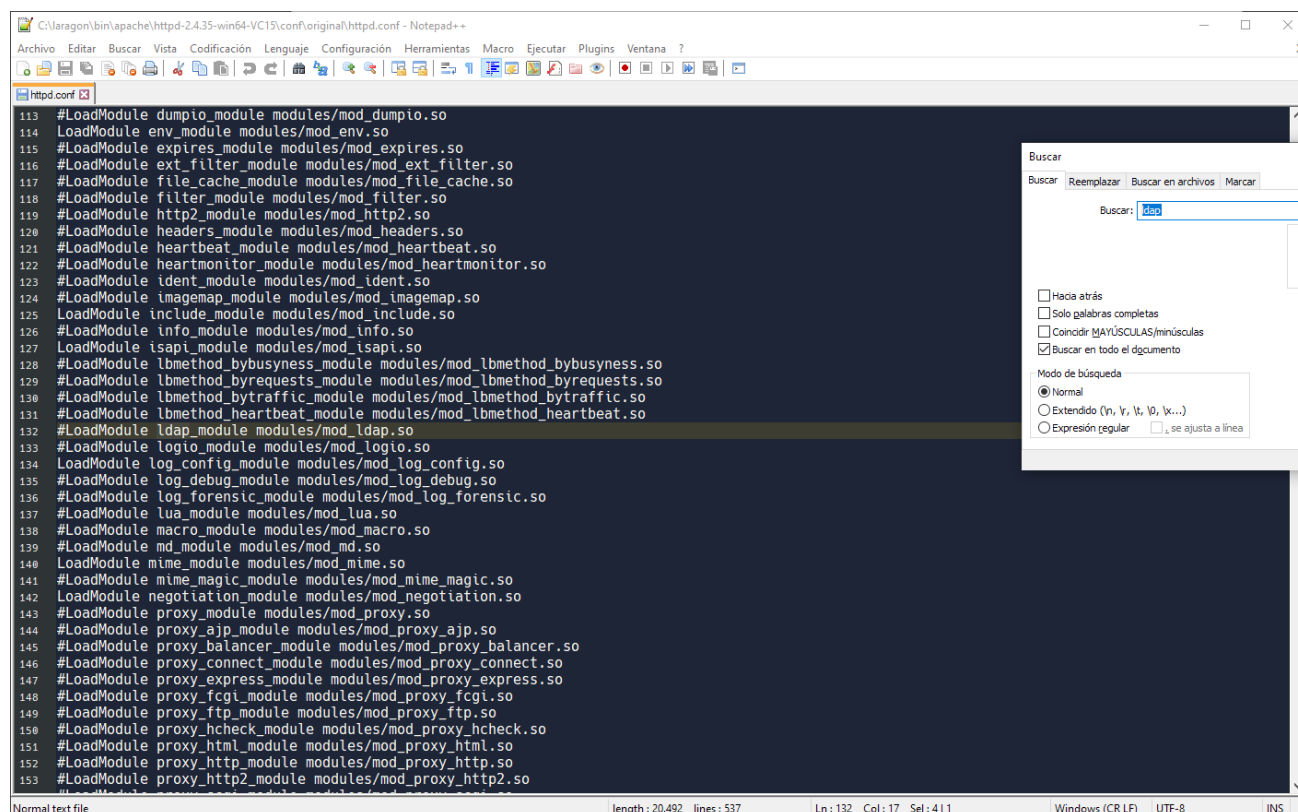 C:\laragon\bin\apache\httpd-2.4.35-win64-VC15\conf\original\httpd.conf - Notepad++
Archivo Editar Buscar Vista Codificación Lenguaje Configuración Herramientas Macro Ejecutar Plugins Ventana ?
httpd.conf
113 #LoadModule dumpio_module modules/mod_dumpio.so
114 LoadModule env_module modules/mod_env.so
115 #LoadModule expires_module modules/mod_expires.so
116 #LoadModule ext_filter_module modules/mod_ext_filter.so
117 #LoadModule file_cache_module modules/mod_file_cache.so
118 #LoadModule filter_module modules/mod_filter.so
119 #LoadModule http2_module modules/mod_http2.so
120 #LoadModule headers_module modules/mod_headers.so
121 #LoadModule heartbeat_module modules/mod_heartbeat.so
122 #LoadModule heartmonitor_module modules/mod_heartmonitor.so
123 #LoadModule ident_module modules/mod_ident.so
124 #LoadModule imagemap_module modules/mod_imagemap.so
125 LoadModule include_module modules/mod_include.so
126 #LoadModule info_module modules/mod_info.so
127 LoadModule isapi_module modules/mod_isapi.so
128 #LoadModule lbmethod_bybusyness_module modules/mod_lbmethod_bybusyness.so
129 #LoadModule lbmethod_byrequests_module modules/mod_lbmethod_byrequests.so
130 #LoadModule lbmethod_bytraffic_module modules/mod_lbmethod_bytraffic.so
131 #LoadModule lbmethod_heartbeat_module modules/mod_lbmethod_heartbeat.so
132 #LoadModule ldap_module modules/mod_ldap.so
133 #LoadModule logio_module modules/mod_logio.so
134 LoadModule log_config_module modules/mod_log_config.so
135 #LoadModule log_debug_module modules/mod_log_debug.so
136 #LoadModule log_forensic_module modules/mod_log_forensic.so
137 #LoadModule lua_module modules/mod_lua.so
138 #LoadModule macro_module modules/mod_macro.so
139 #LoadModule md_module modules/mod_md.so
140 LoadModule mime_module modules/mod_mime.so
141 #LoadModule mime_magic_module modules/mod_mime_magic.so
142 LoadModule negotiation_module modules/mod_negotiation.so
143 #LoadModule proxy_module modules/mod_proxy.so
144 #LoadModule proxy_ajp_module modules/mod_proxy_ajp.so
145 #LoadModule proxy_balancer_module modules/mod_proxy_balancer.so
146 #LoadModule proxy_connect_module modules/mod_proxy_connect.so
147 #LoadModule proxy_express_module modules/mod_proxy_express.so
148 #LoadModule proxy_fcgi_module modules/mod_proxy_fcgi.so
149 #LoadModule proxy_ftp_module modules/mod_proxy_ftp.so
150 #LoadModule proxy_hcheck_module modules/mod_proxy_hcheck.so
151 #LoadModule proxy_html_module modules/mod_proxy_html.so
152 #LoadModule proxy_http_module modules/mod_proxy_http.so
153 #LoadModule proxy_http2_module modules/mod_proxy_http2.so
Buscar
Buscar Reemplazar Buscar en archivos Marcar
Buscar: ldap
Hacia atrás
Solo palabras completas
Coincidir MAYÚSCULAS/minúsculas
Buscar en todo el documento
Modo de búsqueda
Normal
Extendido (\n, \r, \t, \0, \x...)
Expresión regular . se ajusta a línea
Normal text file length : 20,492 lines : 537 Ln : 132 Col : 17 Sel : 4 | 1 Windows (CR LF) UTF-8 INS